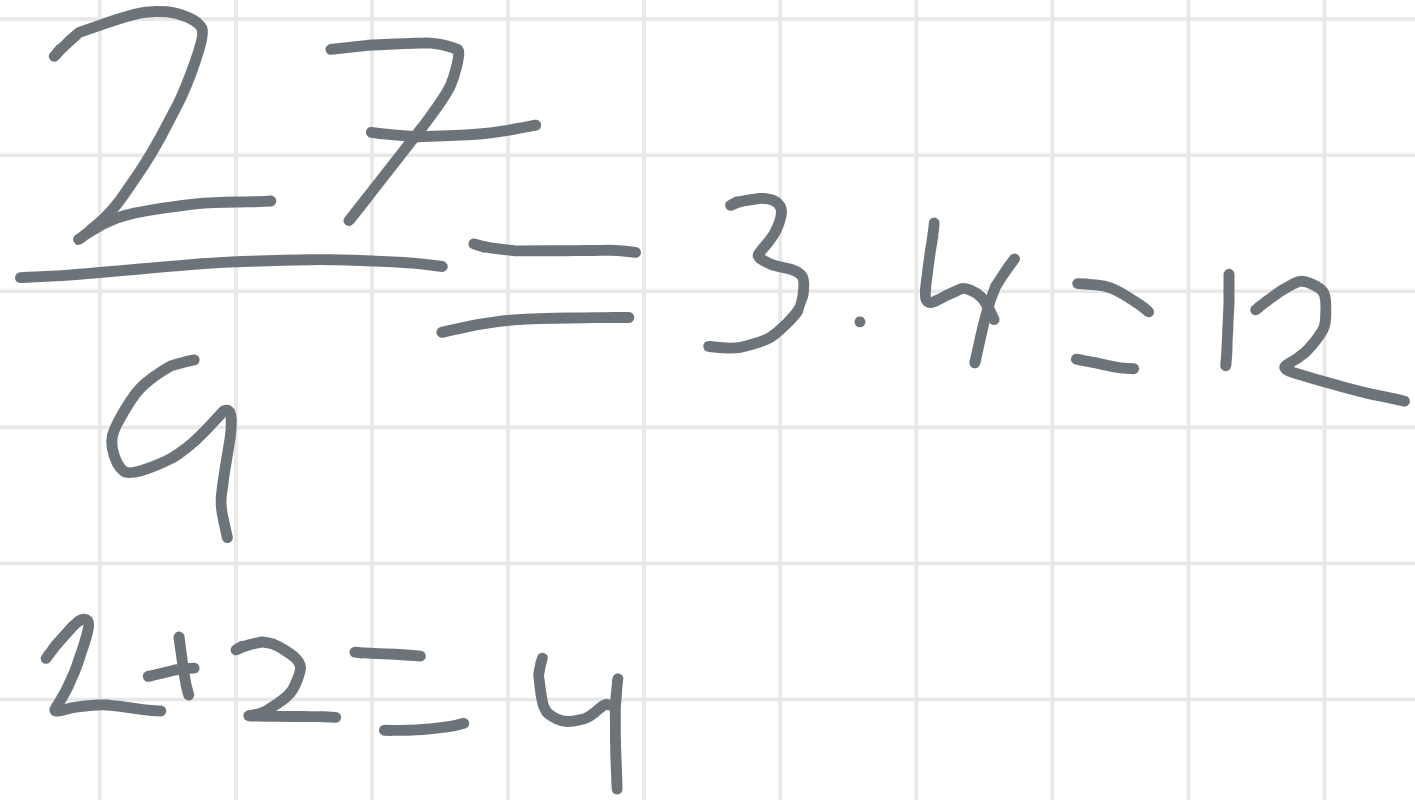 27/9 = 3 . 4 = 12
2 + 2 = 4